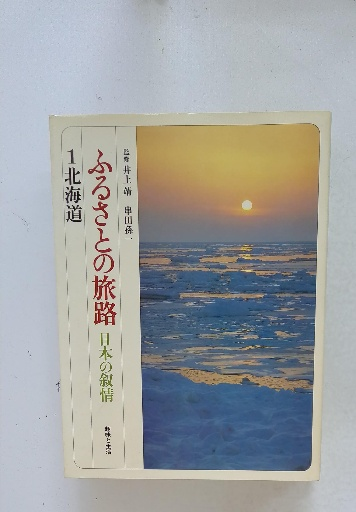 監修 井上靖 串田孫一
ふるさとの旅路
日本の叙情
1 北海道